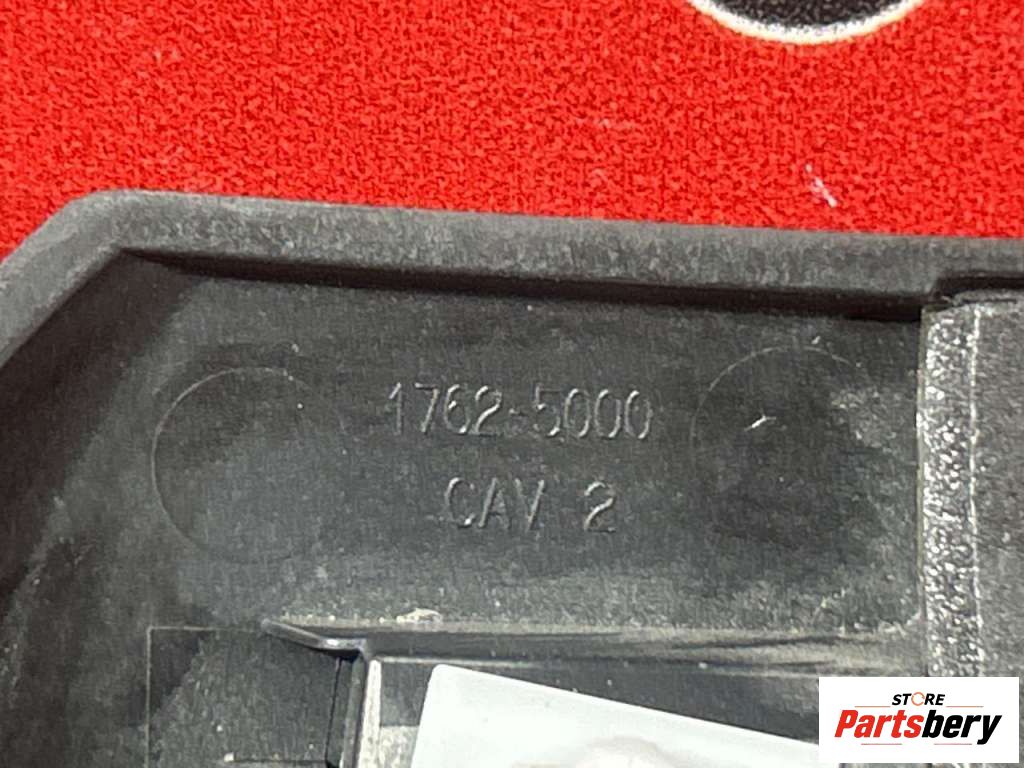 1762-5000
CAV 2
STORE
Partsbery